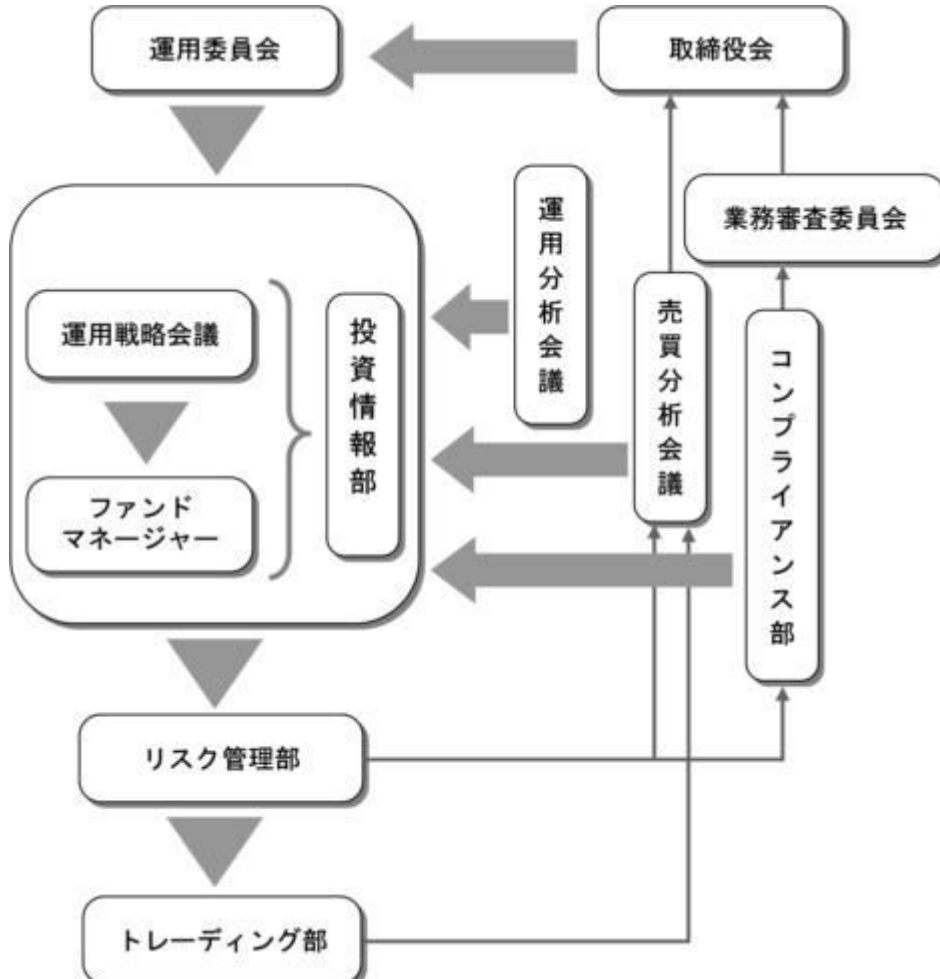 運用委員会
取締役会
運用分析会議
業務審査委員会
運用戦略会議
投資情報部
売買分析会議
コンプライアンス部
ファンド
マネージャー
リスク管理部
トレーディング部